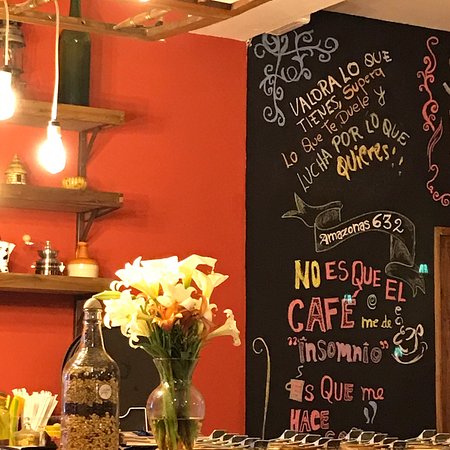 VALORA LO QUE
TIENES, Supera
Lo Que Te Duele y
LUCHA POR LO QUE
QUIERES!!
Amazonas 632
NO ES QUE EL
CAFÉ me dé
"insomnio"
ES QUE me
HACE